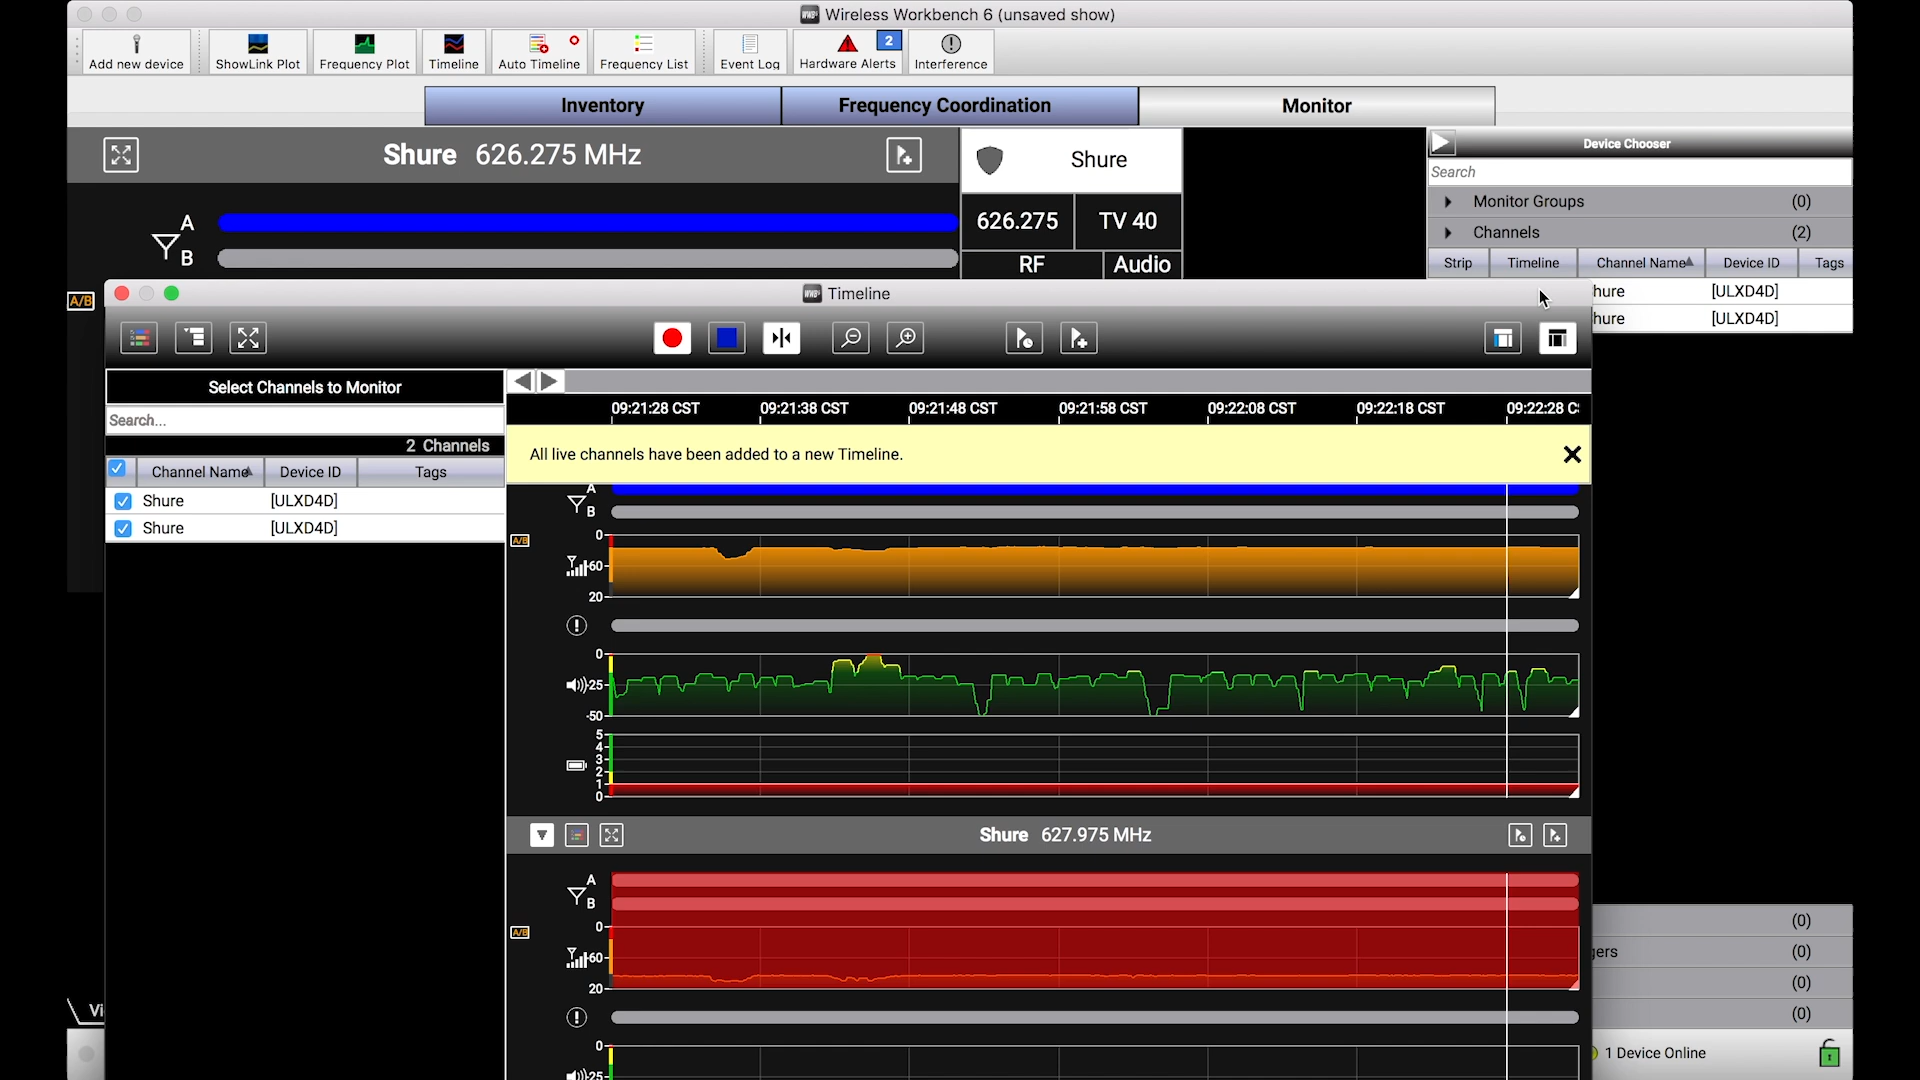 Wireless Workbench 6 (unsaved show)
Add new device
ShowLink Plot
Frequency Plot
Timeline
Auto Timeline
Frequency List
Event Log
Hardware Alerts
2
Interference
Inventory
Frequency Coordination
Monitor
Shure 626.275 MHz
Shure
Device Chooser
Search
Monitor Groups (0)
Channels (2)
Strip Timeline Channel Name Device ID Tags
hure [ULXD4D]
hure [ULXD4D]
A
B
A/B
626.275 TV 40
RF Audio
Timeline
Select Channels to Monitor
Search...
2 Channels
Channel Name Device ID Tags
Shure [ULXD4D]
Shure [ULXD4D]
09:21:28 CST 09:21:38 CST 09:21:48 CST 09:21:58 CST 09:22:08 CST 09:22:18 CST 09:22:28 C
All live channels have been added to a new Timeline.
A
B
A/B
0
-60
20
0
-25
-50
5
4
3
2
1
0
Shure 627.975 MHz
A
B
A/B
0
-60
20
0
-25
(0)
gers (0)
(0)
(0)
Vi
1 Device Online